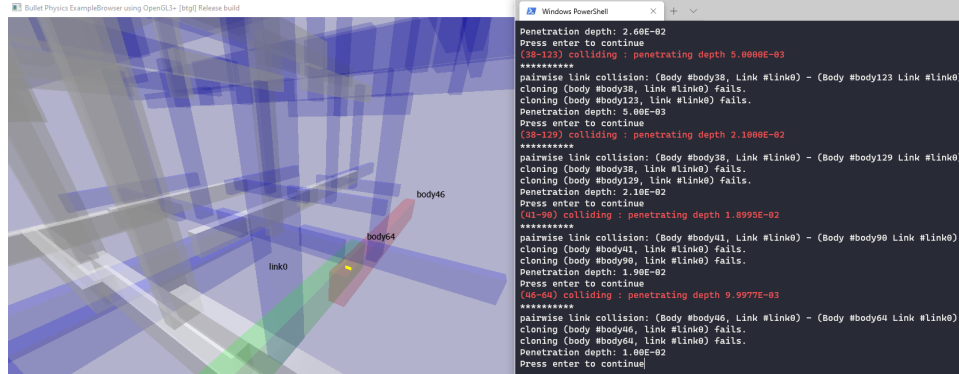 Bullet Physics ExampleBrowser using OpenGL3+ [btgl] Release build
body46
body64
link0
Windows PowerShell
Penetration depth: 2.60E-02
Press enter to continue
(38-123) colliding : penetrating depth 5.0000E-03
**********
pairwise link collision: (Body #body38, Link #link0) - (Body #body123 Link #link0
cloning (body #body38, link #link0) fails.
cloning (body #body123, link #link0) fails.
Penetration depth: 5.00E-03
Press enter to continue
(38-129) colliding : penetrating depth 2.1000E-02
**********
pairwise link collision: (Body #body38, Link #link0) - (Body #body129 Link #link0
cloning (body #body38, link #link0) fails.
cloning (body #body129, link #link0) fails.
Penetration depth: 2.10E-02
Press enter to continue
(41-90) colliding : penetrating depth 1.8995E-02
**********
pairwise link collision: (Body #body41, Link #link0) - (Body #body90 Link #link0)
cloning (body #body41, link #link0) fails.
cloning (body #body90, link #link0) fails.
Penetration depth: 1.90E-02
Press enter to continue
(46-64) colliding : penetrating depth 9.9977E-03
**********
pairwise link collision: (Body #body46, Link #link0) - (Body #body64 Link #link0)
cloning (body #body46, link #link0) fails.
cloning (body #body64, link #link0) fails.
Penetration depth: 1.00E-02
Press enter to continue